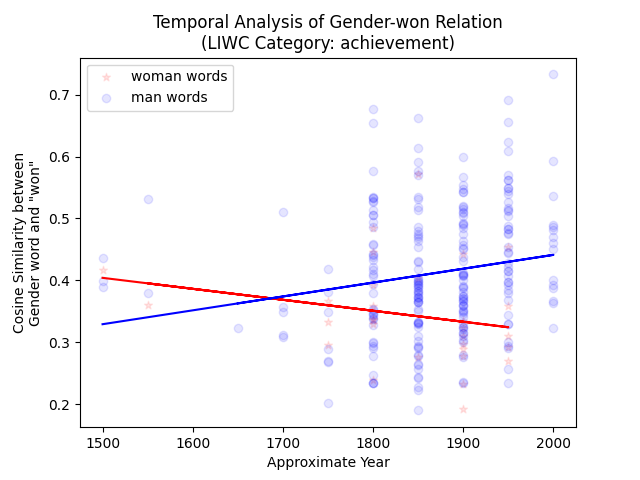 Temporal Analysis of Gender-won Relation
(LIWC Category: achievement)
woman words
man words
Cosine Similarity between
Gender word and "won"
0.7
0.6
0.5
0.4
0.3
0.2
1500 1600 1700 1800 1900 2000
Approximate Year